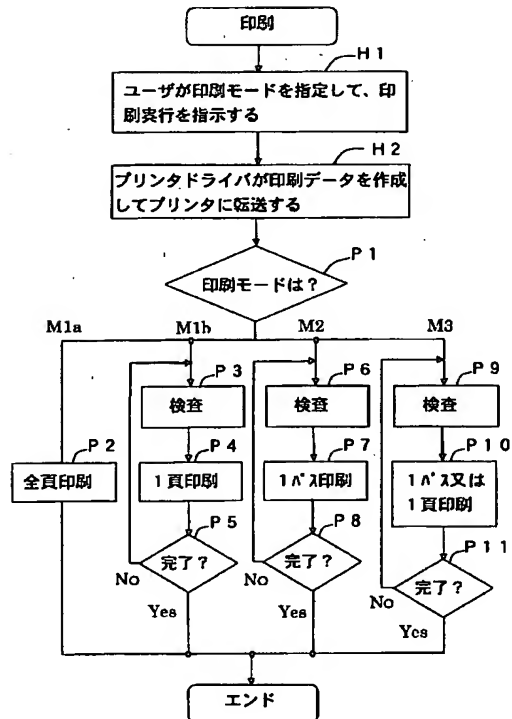 印刷
H1
ユーザが印刷モードを指定して、印
刷実行を指示する
H2
プリンタドライバが印刷データを作成
してプリンタに転送する
P1
印刷モードは?
M1a
M1b
M2
M3
P3
検査
P6
検査
P9
検査
P2
全頁印刷
P4
1頁印刷
P7
1パス印刷
P10
1パス又は
1頁印刷
P5
完了?
No
Yes
P8
完了?
No
Yes
P11
完了?
No
Yes
エンド